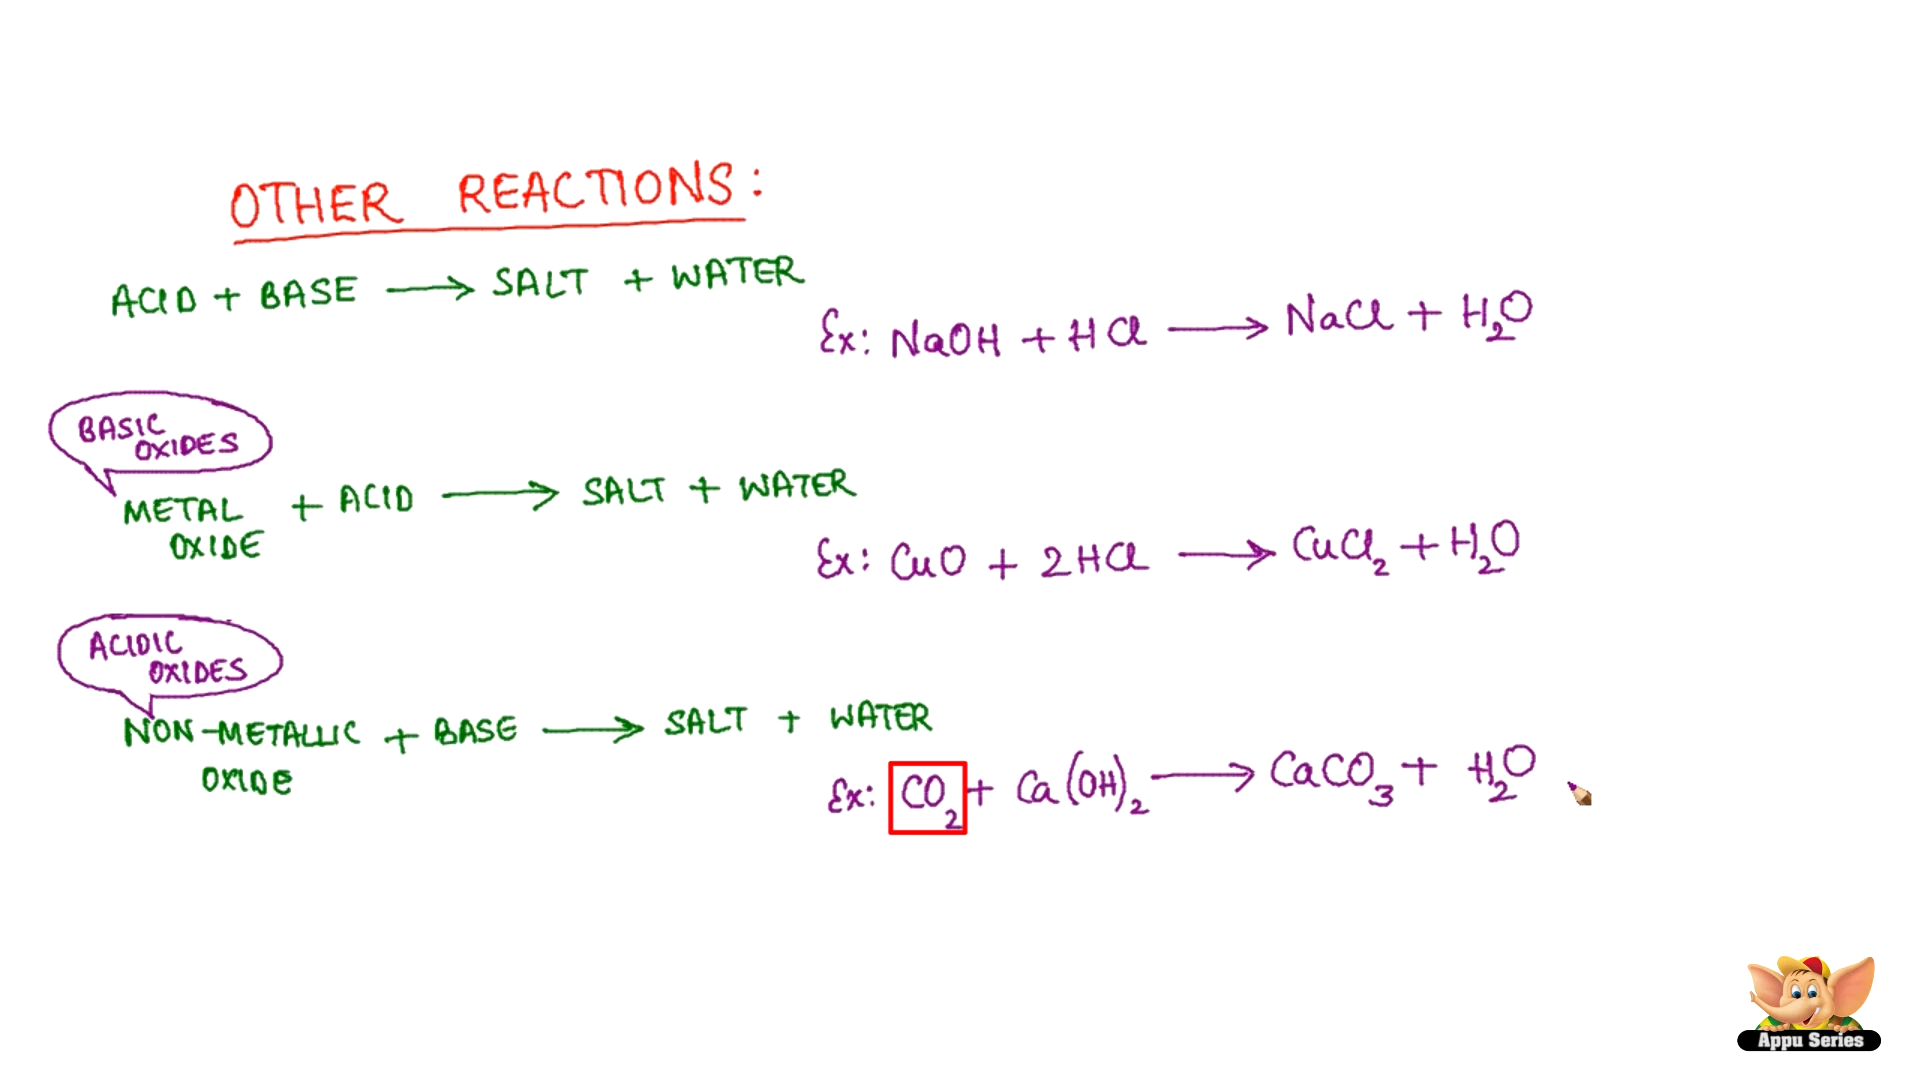 OTHER REACTIONS:
ACID + BASE ⟶ SALT + WATER
Ex: NaOH + HCl ⟶ NaCl + H₂O
BASIC
OXIDES
METAL + ACID ⟶ SALT + WATER
OXIDE
Ex: CuO + 2HCl ⟶ CuCl₂ + H₂O
ACIDIC
OXIDES
NON-METALLIC + BASE ⟶ SALT + WATER
OXIDE
Ex: CO₂ + Ca(OH)₂ ⟶ CaCO₃ + H₂O
Appu Series